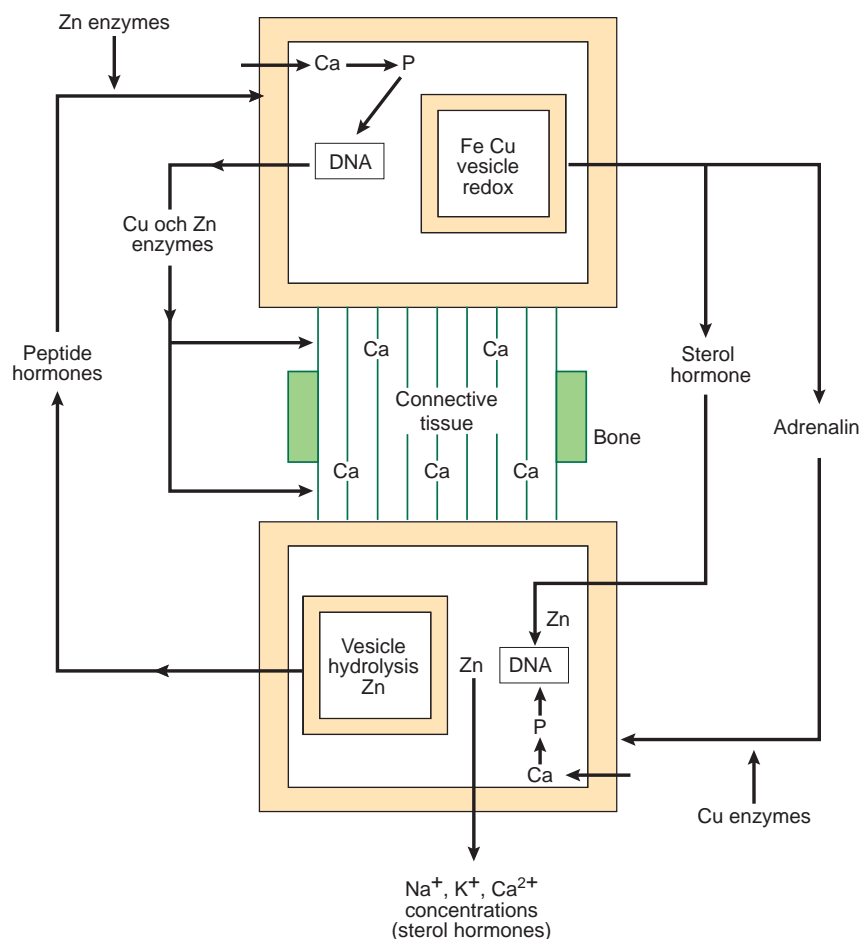 Zn enzymes
Ca
P
DNA
Fe Cu
vesicle
redox
Cu och Zn
enzymes
Peptide
hormones
Ca
Ca
Connective
tissue
Bone
Ca
Ca
Ca
Sterol
hormone
Adrenalin
Vesicle
hydrolysis
Zn
Zn
Zn
DNA
P
Ca
Cu enzymes
Na⁺, K⁺, Ca²⁺
concentrations
(sterol hormones)